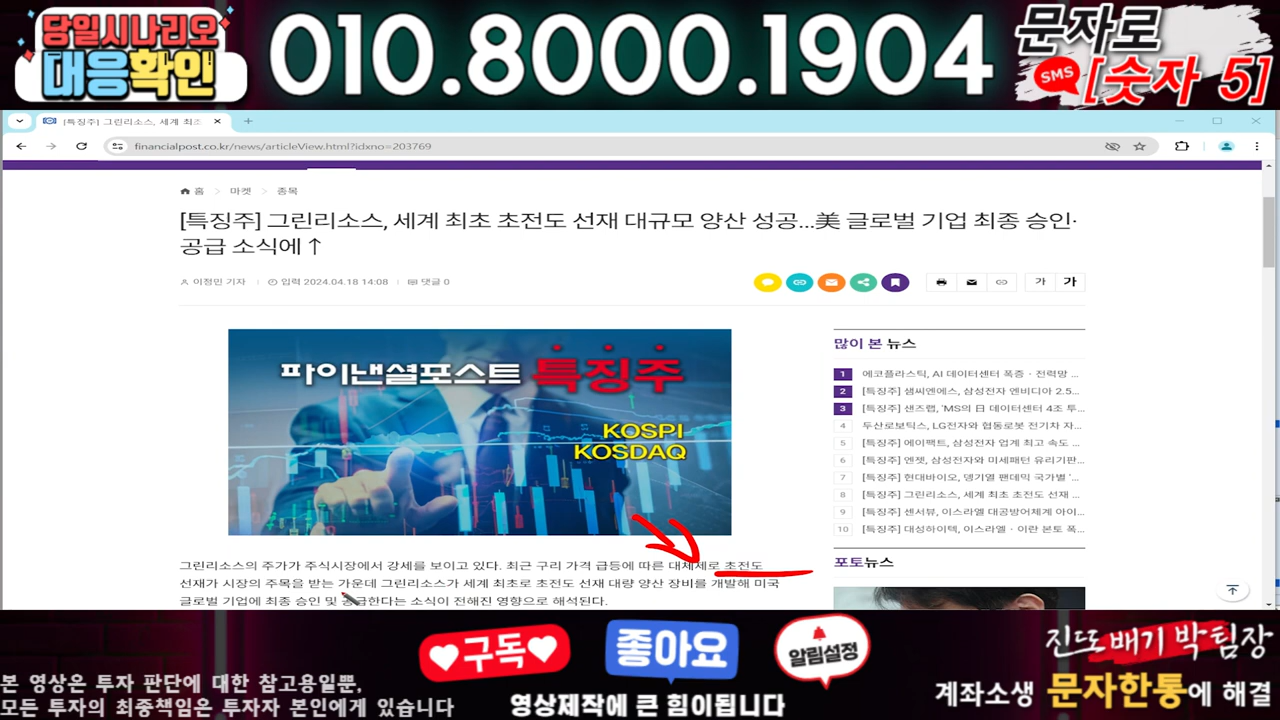 당일시나리오
대응확인
010.8000.1904
문자로
SMS [숫자 5]
[특징주] 그린리소스, 세계 최초
financialpost.co.kr/news/articleView.html?idxno=203769
홈 > 마켓 > 종목
[특징주] 그린리소스, 세계 최초 초전도 선재 대규모 양산 성공...美 글로벌 기업 최종 승인·
공급 소식에↑
이정민 기자 | 입력 2024.04.18 14:08 | 댓글 0
가 가
파이낸셜포스트 특징주
KOSPI
KOSDAQ
그린리소스의 주가가 주식시장에서 강세를 보이고 있다. 최근 구리 가격 급등에 따른 대체제로 초전도
선재가 시장의 주목을 받는 가운데 그린리소스가 세계 최초로 초전도 선재 대량 양산 장비를 개발해 미국
글로벌 기업에 최종 승인 및 공급한다는 소식이 전해진 영향으로 해석된다.
많이 본 뉴스
1 에코플라스틱, AI 데이터센터 폭증·전력망 ...
2 [특징주] 샘씨엔에스, 삼성전자 엔비디아 2.5...
3 [특징주] 샌즈랩, 'MS의 日 데이터센터 4조 투...
4 두산로보틱스, LG전자와 협동로봇 전기차 자...
5 [특징주] 에이팩트, 삼성전자 업계 최고 속도 ...
6 [특징주] 엔젯, 삼성전자와 미세패턴 유리기판...
7 [특징주] 현대바이오, 뎅기열 팬데믹 국가별 '...
8 [특징주] 그린리소스, 세계 최초 초전도 선재 ...
9 [특징주] 센서뷰, 이스라엘 대공방어체계 아이...
10 [특징주] 대성하이텍, 이스라엘·이란 본토 폭...
포토뉴스
구독
좋아요
알림설정
영상제작에 큰 힘이됩니다
본 영상은 투자 판단에 대한 참고용일뿐,
모든 투자의 최종책임은 투자자 본인에게 있습니다
진또배기 박팀장
계좌소생 문자한통에 해결